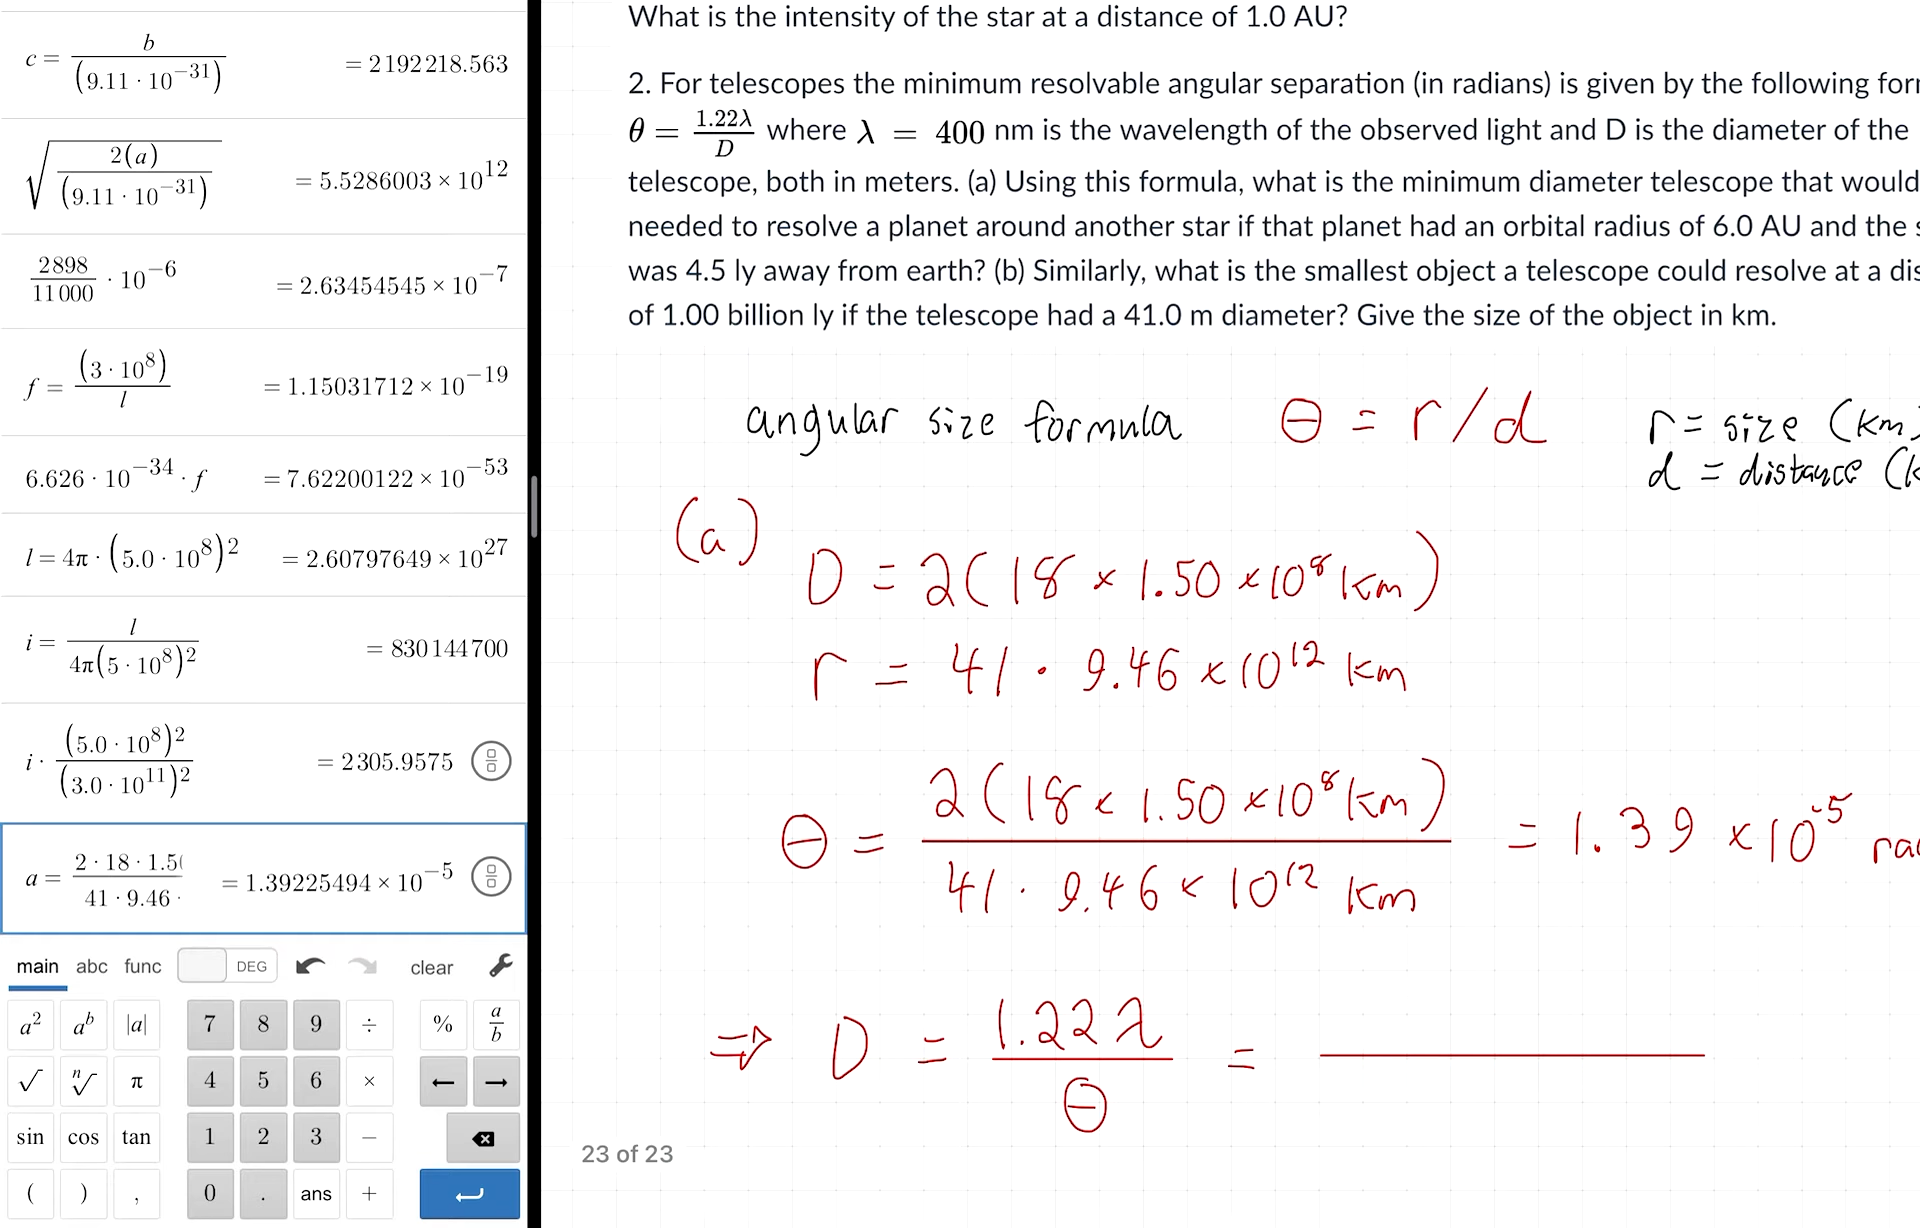 c = b/(9.11 · 10^−31) = 2192218.563
√(2(a)/(9.11 · 10^−31)) = 5.5286003 × 10^12
2898/11000 · 10^−6 = 2.63454545 × 10^−7
f = (3 · 10^8)/l = 1.15031712 × 10^−19
6.626 · 10^−34 · f = 7.62200122 × 10^−53
l = 4π · (5.0 · 10^8)^2 = 2.60797649 × 10^27
i = l/(4π(5 · 10^8)^2) = 830144700
i · (5.0 · 10^8)^2/(3.0 · 10^11)^2 = 2305.9575
a = 2 · 18 · 1.5/41 · 9.46 · = 1.39225494 × 10^−5
main abc func DEG clear
a^2 a^b |a| 7 8 9 ÷ % a/b
√ n√ π 4 5 6 × ← →
sin cos tan 1 2 3 −
( ) , 0 . ans +
What is the intensity of the star at a distance of 1.0 AU?
2. For telescopes the minimum resolvable angular separation (in radians) is given by the following
θ = 1.22λ/D where λ = 400 nm is the wavelength of the observed light and D is the diameter of the
telescope, both in meters. (a) Using this formula, what is the minimum diameter telescope that would
needed to resolve a planet around another star if that planet had an orbital radius of 6.0 AU and the
was 4.5 ly away from earth? (b) Similarly, what is the smallest object a telescope could resolve at a
of 1.00 billion ly if the telescope had a 41.0 m diameter? Give the size of the object in km.
angular size formula θ = r/d r = size (km)
d = distance (
(a)
D = 2(18 × 1.50 × 10^8 km)
r = 41 · 9.46 × 10^12 km
θ = 2(18 × 1.50 × 10^8 km)/41 · 9.46 × 10^12 km = 1.39 × 10^-5
⇒ D = 1.22 λ/θ =
23 of 23